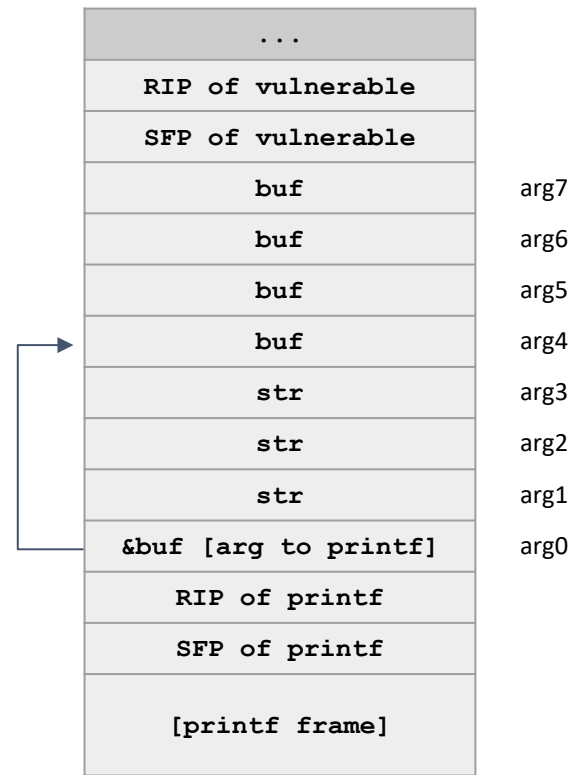 ...
RIP of vulnerable
SFP of vulnerable
buf arg7
buf arg6
buf arg5
buf arg4
str arg3
str arg2
str arg1
&buf [arg to printf] arg0
RIP of printf
SFP of printf
[printf frame]